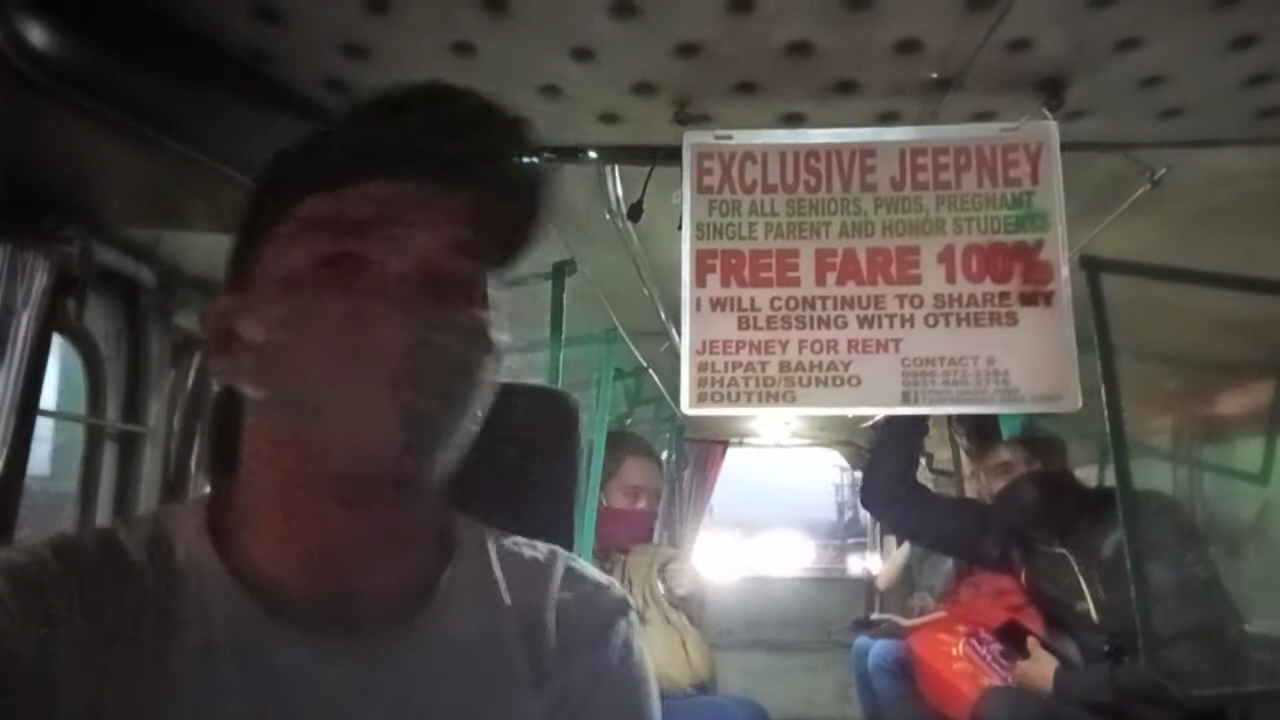 EXCLUSIVE JEEPNEY
FOR ALL SENIORS, PWDS, PREGNANT
SINGLE PARENT AND HONOR STUDENTS
FREE FARE 100%
I WILL CONTINUE TO SHARE MY
BLESSING WITH OTHERS
JEEPNEY FOR RENT
#LIPAT BAHAY
#HATID/SUNDO
#OUTING
CONTACT #